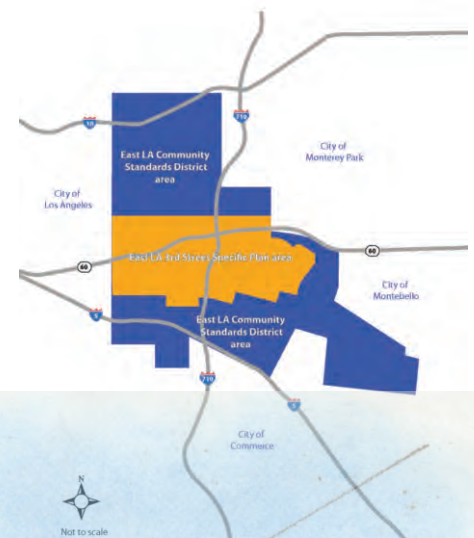 10
710
East LA Community
Standards District
area
City of
Monterey Park
City of
Los Angeles
East LA 3rd Street Specific Plan area
60
60
City of
Montebello
5
East LA Community
Standards District
area
710
5
City of
Commerce
N
Not to scale